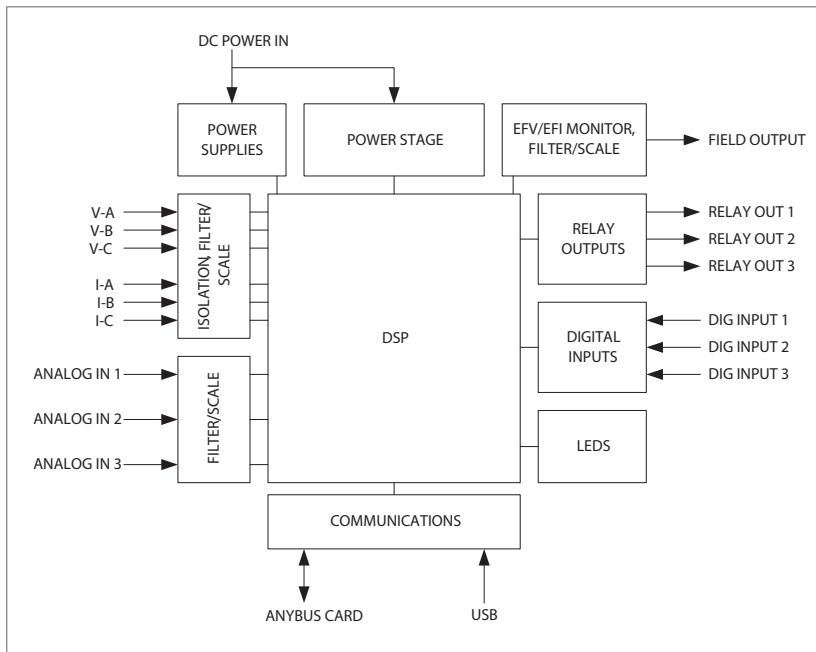 DC POWER IN
POWER
SUPPLIES
POWER STAGE
EFV/EFI MONITOR,
FILTER/SCALE
FIELD OUTPUT
V-A
V-B
V-C
I-A
I-B
I-C
ISOLATION, FILTER/
SCALE
RELAY
OUTPUTS
RELAY OUT 1
RELAY OUT 2
RELAY OUT 3
DSP
DIGITAL
INPUTS
DIG INPUT 1
DIG INPUT 2
DIG INPUT 3
ANALOG IN 1
ANALOG IN 2
ANALOG IN 3
FILTER/SCALE
LEDS
COMMUNICATIONS
ANYBUS CARD
USB